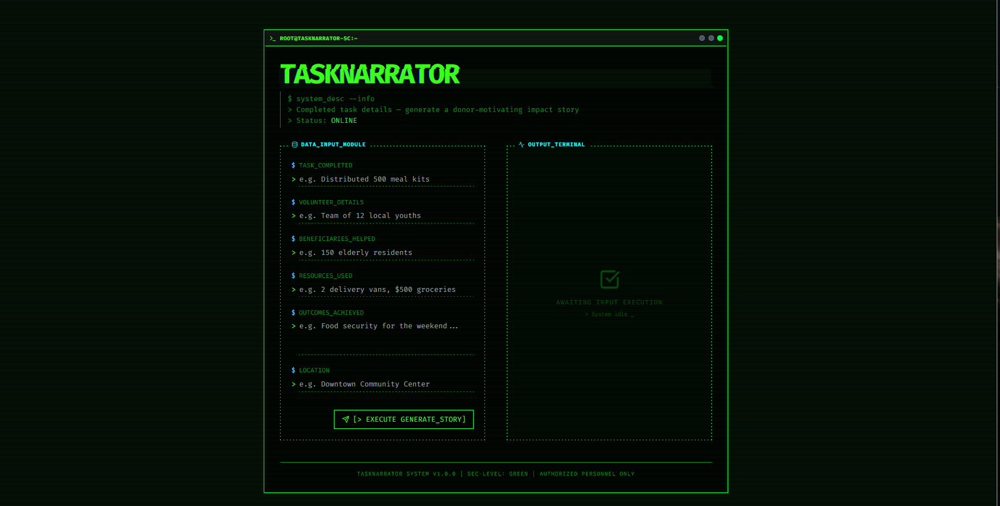 >_ ROOT@TASKNARRATOR-SC:~
TASKNARRATOR
$ system_desc --info
> Completed task details — generate a donor-motivating impact story
> Status: ONLINE
DATA_INPUT_MODULE
$ TASK_COMPLETED
> e.g. Distributed 500 meal kits
$ VOLUNTEER_DETAILS
> e.g. Team of 12 local youths
$ BENEFICIARIES_HELPED
> e.g. 150 elderly residents
$ RESOURCES_USED
> e.g. 2 delivery vans, $500 groceries
$ OUTCOMES_ACHIEVED
> e.g. Food security for the weekend...
$ LOCATION
> e.g. Downtown Community Center
[> EXECUTE GENERATE_STORY]
OUTPUT_TERMINAL
AWAITING INPUT EXECUTION
> System idle _
TASKNARRATOR SYSTEM V1.0.0 | SEC-LEVEL: GREEN | AUTHORIZED PERSONNEL ONLY